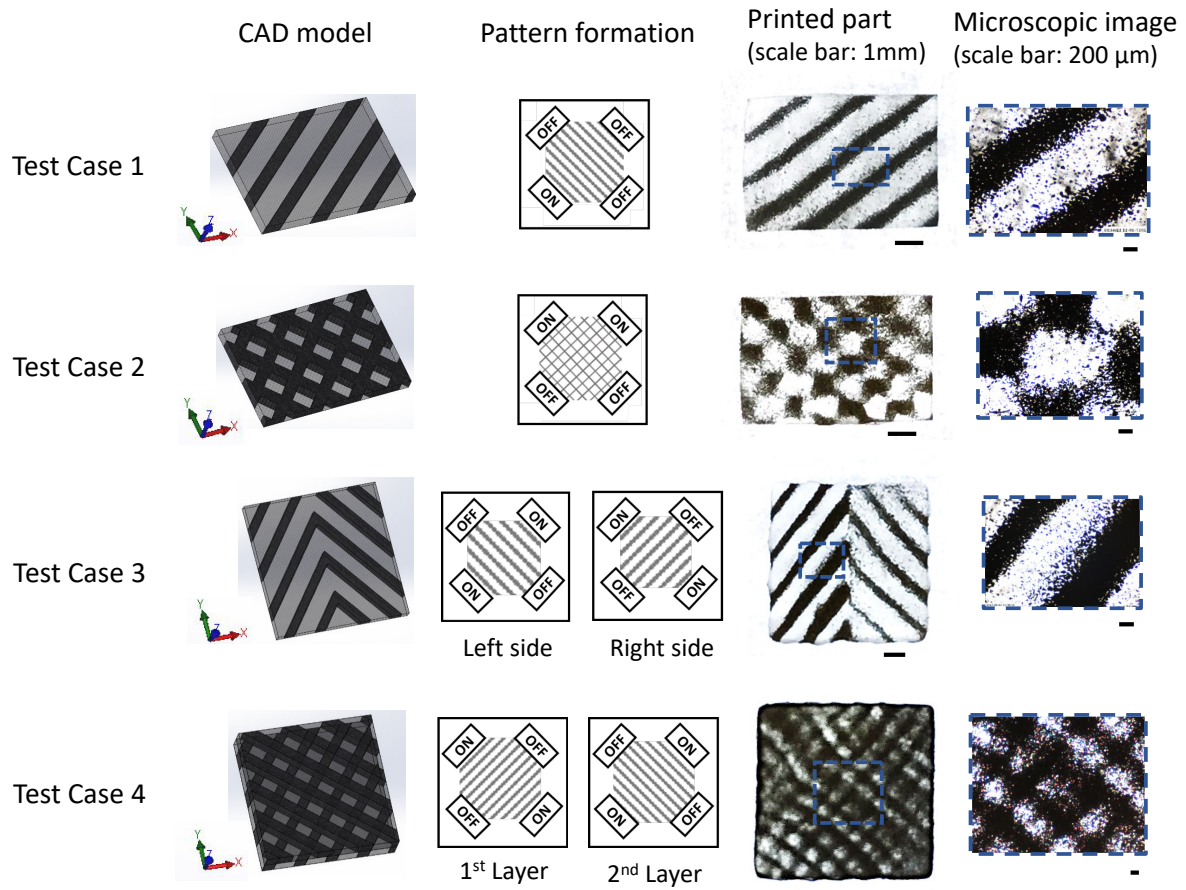 CAD model
Pattern formation
Printed part
(scale bar: 1mm)
Microscopic image
(scale bar: 200 µm)
Test Case 1
Y
Z
X
OFF
OFF
ON
OFF
Test Case 2
Y
Z
X
ON
ON
OFF
OFF
Test Case 3
Y
Z
X
OFF
ON
ON
OFF
Left side
ON
OFF
OFF
ON
Right side
Test Case 4
Y
Z
X
ON
OFF
OFF
ON
1st Layer
OFF
ON
ON
OFF
2nd Layer